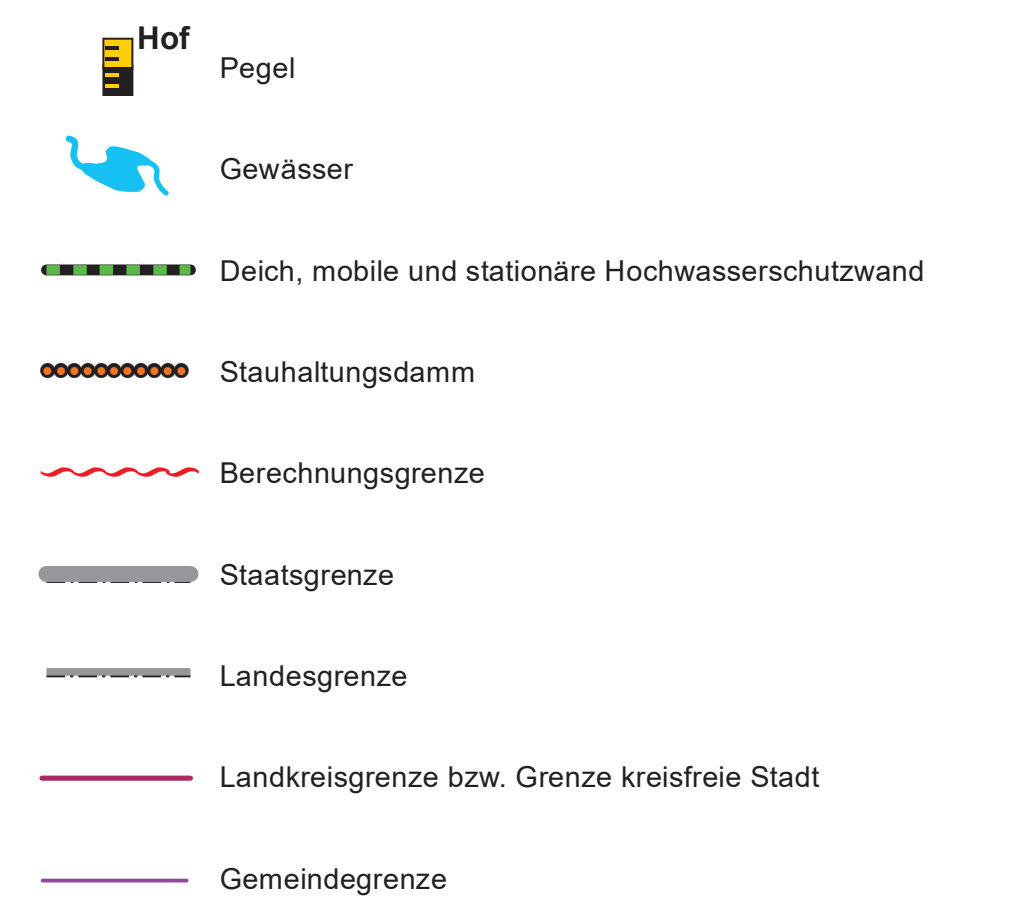 Hof
Pegel
Gewässer
Deich, mobile und stationäre Hochwasserschutzwand
Stauhaltungsdamm
Berechnungsgrenze
Staatsgrenze
Landesgrenze
Landkreisgrenze bzw. Grenze kreisfreie Stadt
Gemeindegrenze